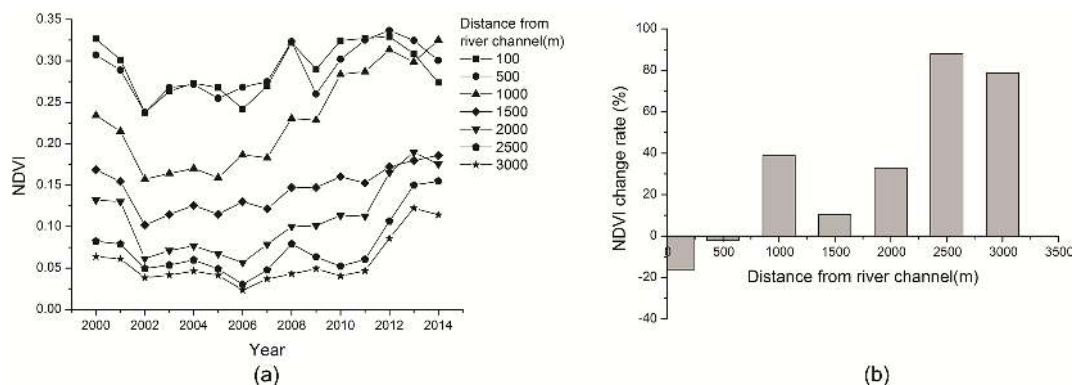 0.35
0.30
0.25
0.20
0.15
0.10
0.05
0.00
NDVI
2000 2002 2004 2006 2008 2010 2012 2014
Year
Distance from
river channel(m)
100
500
1000
1500
2000
2500
3000
(a)
100
80
60
40
20
0
-20
-40
NDVI change rate (%)
500 1000 1500 2000 2500 3000 3500
Distance from river channel(m)
(b)